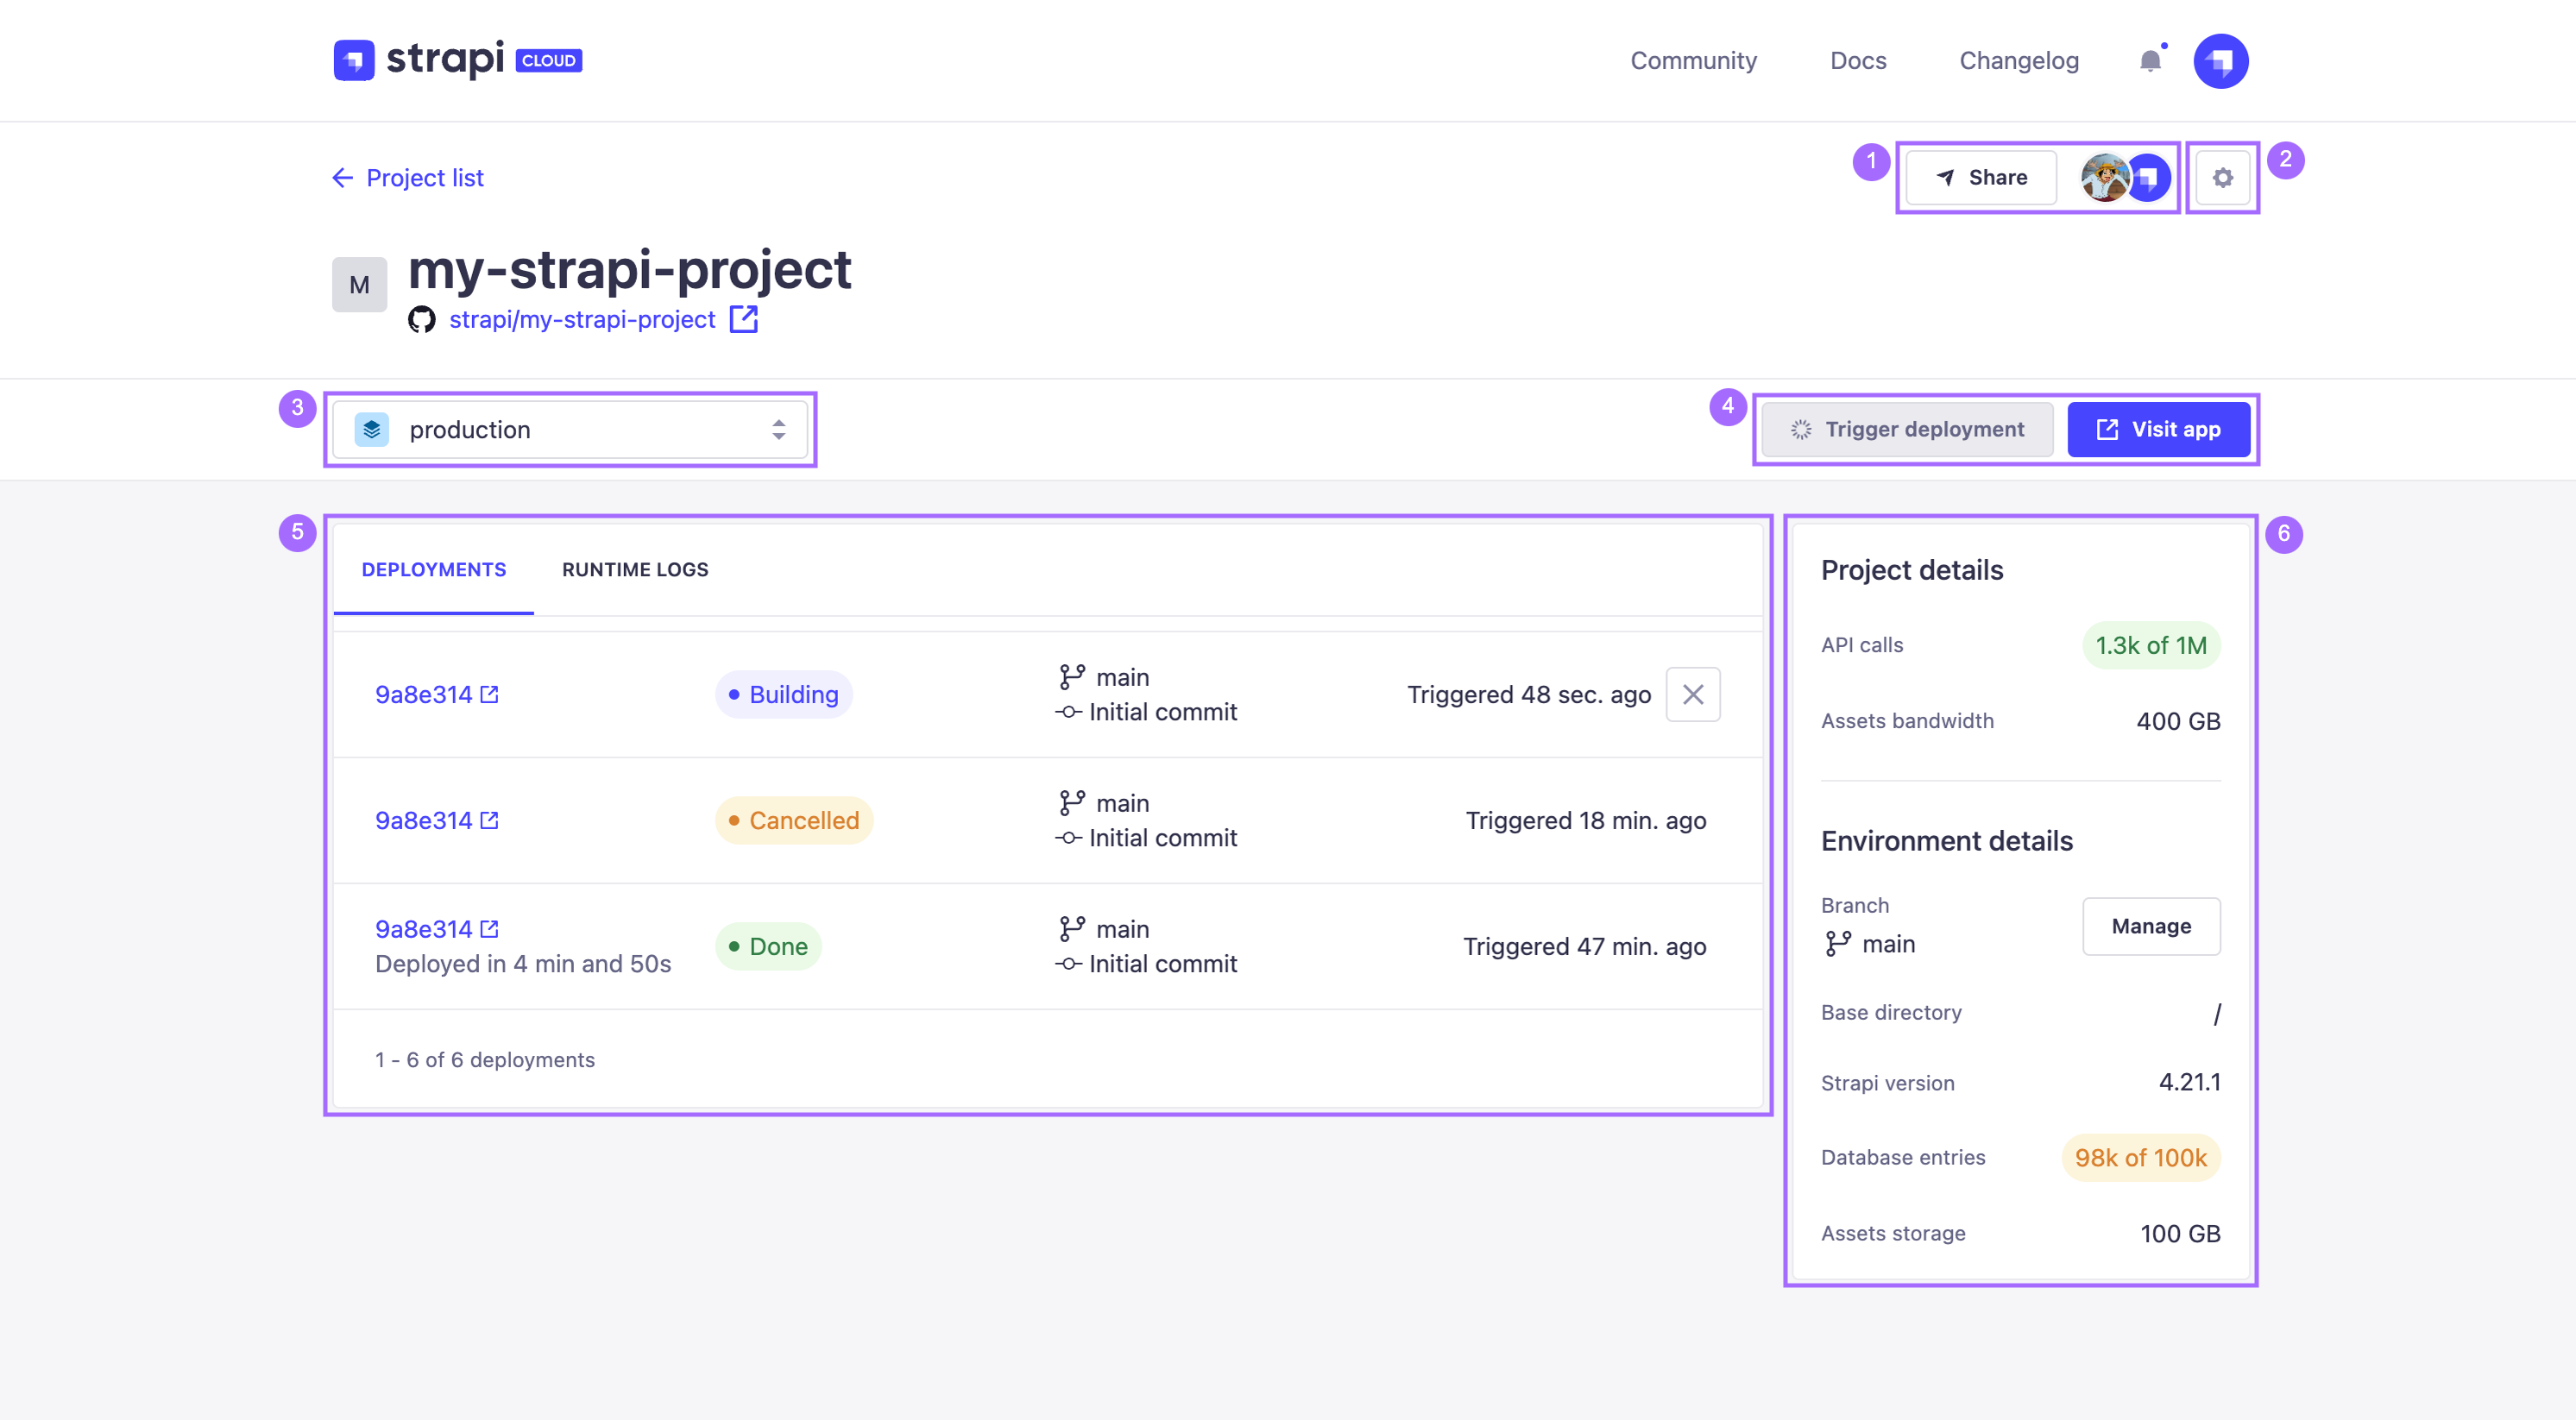 strapi CLOUD
Community Docs Changelog
Project list
1 Share 2
M my-strapi-project
strapi/my-strapi-project
3 production
4 Trigger deployment Visit app
5 DEPLOYMENTS RUNTIME LOGS
9a8e314 Building main Triggered 48 sec. ago
Initial commit
9a8e314 Cancelled main Triggered 18 min. ago
Initial commit
9a8e314 Done main Triggered 47 min. ago
Deployed in 4 min and 50s Initial commit
1 - 6 of 6 deployments
6 Project details
API calls 1.3k of 1M
Assets bandwidth 400 GB
Environment details
Branch
main Manage
Base directory /
Strapi version 4.21.1
Database entries 98k of 100k
Assets storage 100 GB